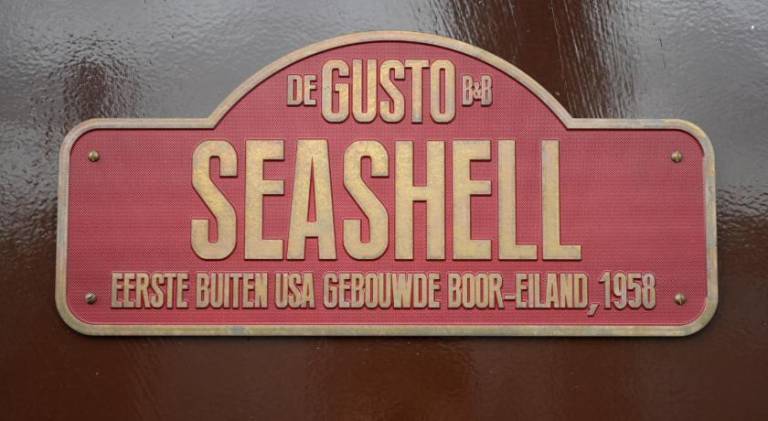 DE GUSTO B&B
SEASHELL
EERSTE BUITEN USA GEBOUWDE BOOR-EILAND, 1958